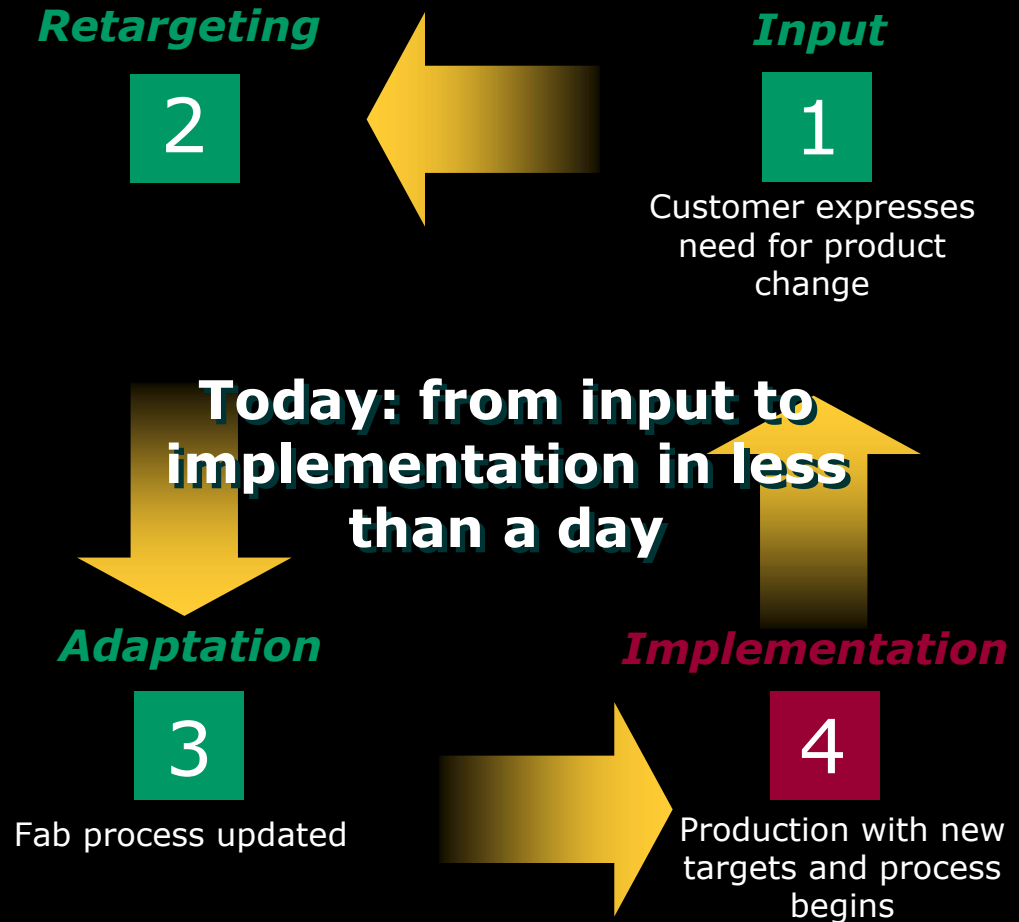 Retargeting
2
Input
1
Customer expresses
need for product
change
Today: from input to
implementation in less
than a day
Adaptation
3
Fab process updated
Implementation
4
Production with new
targets and process
begins